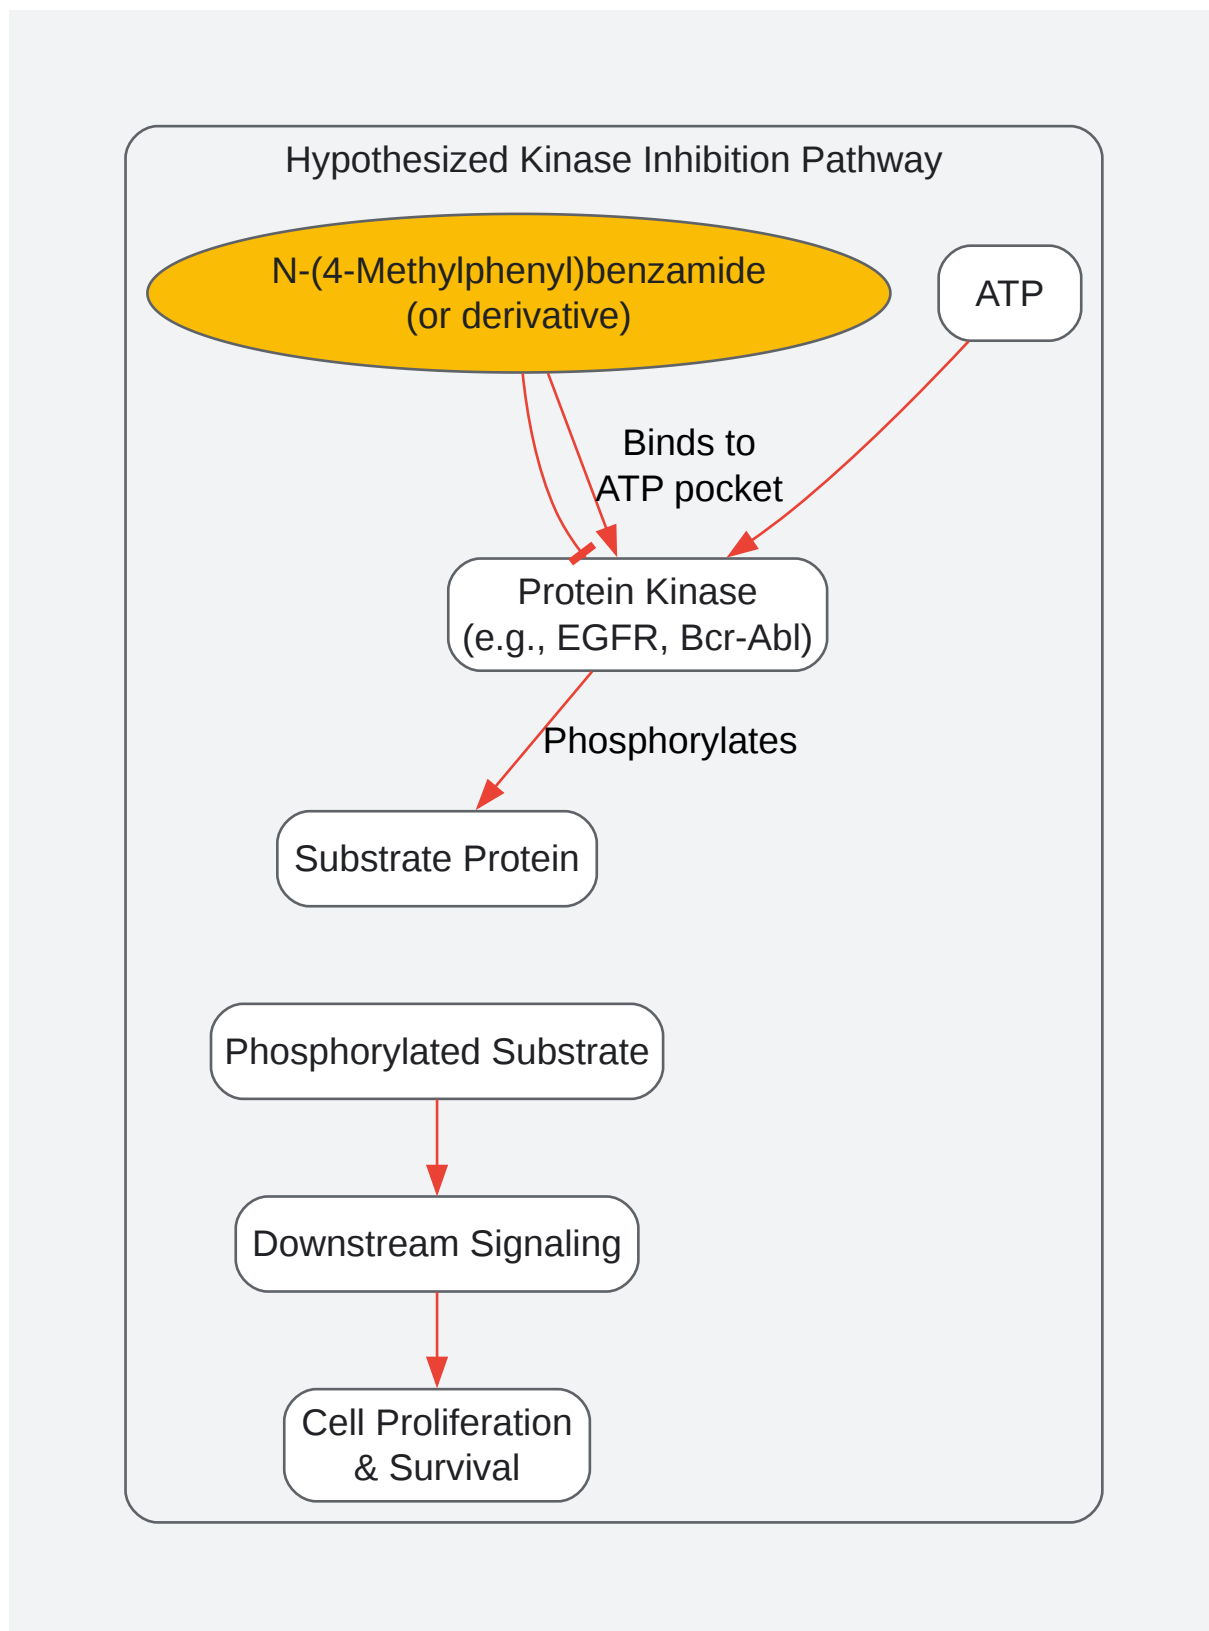 Hypothesized Kinase Inhibition Pathway
N-(4-Methylphenyl)benzamide
(or derivative)
ATP
Binds to
ATP pocket
Protein Kinase
(e.g., EGFR, Bcr-Abl)
Phosphorylates
Substrate Protein
Phosphorylated Substrate
Downstream Signaling
Cell Proliferation
& Survival